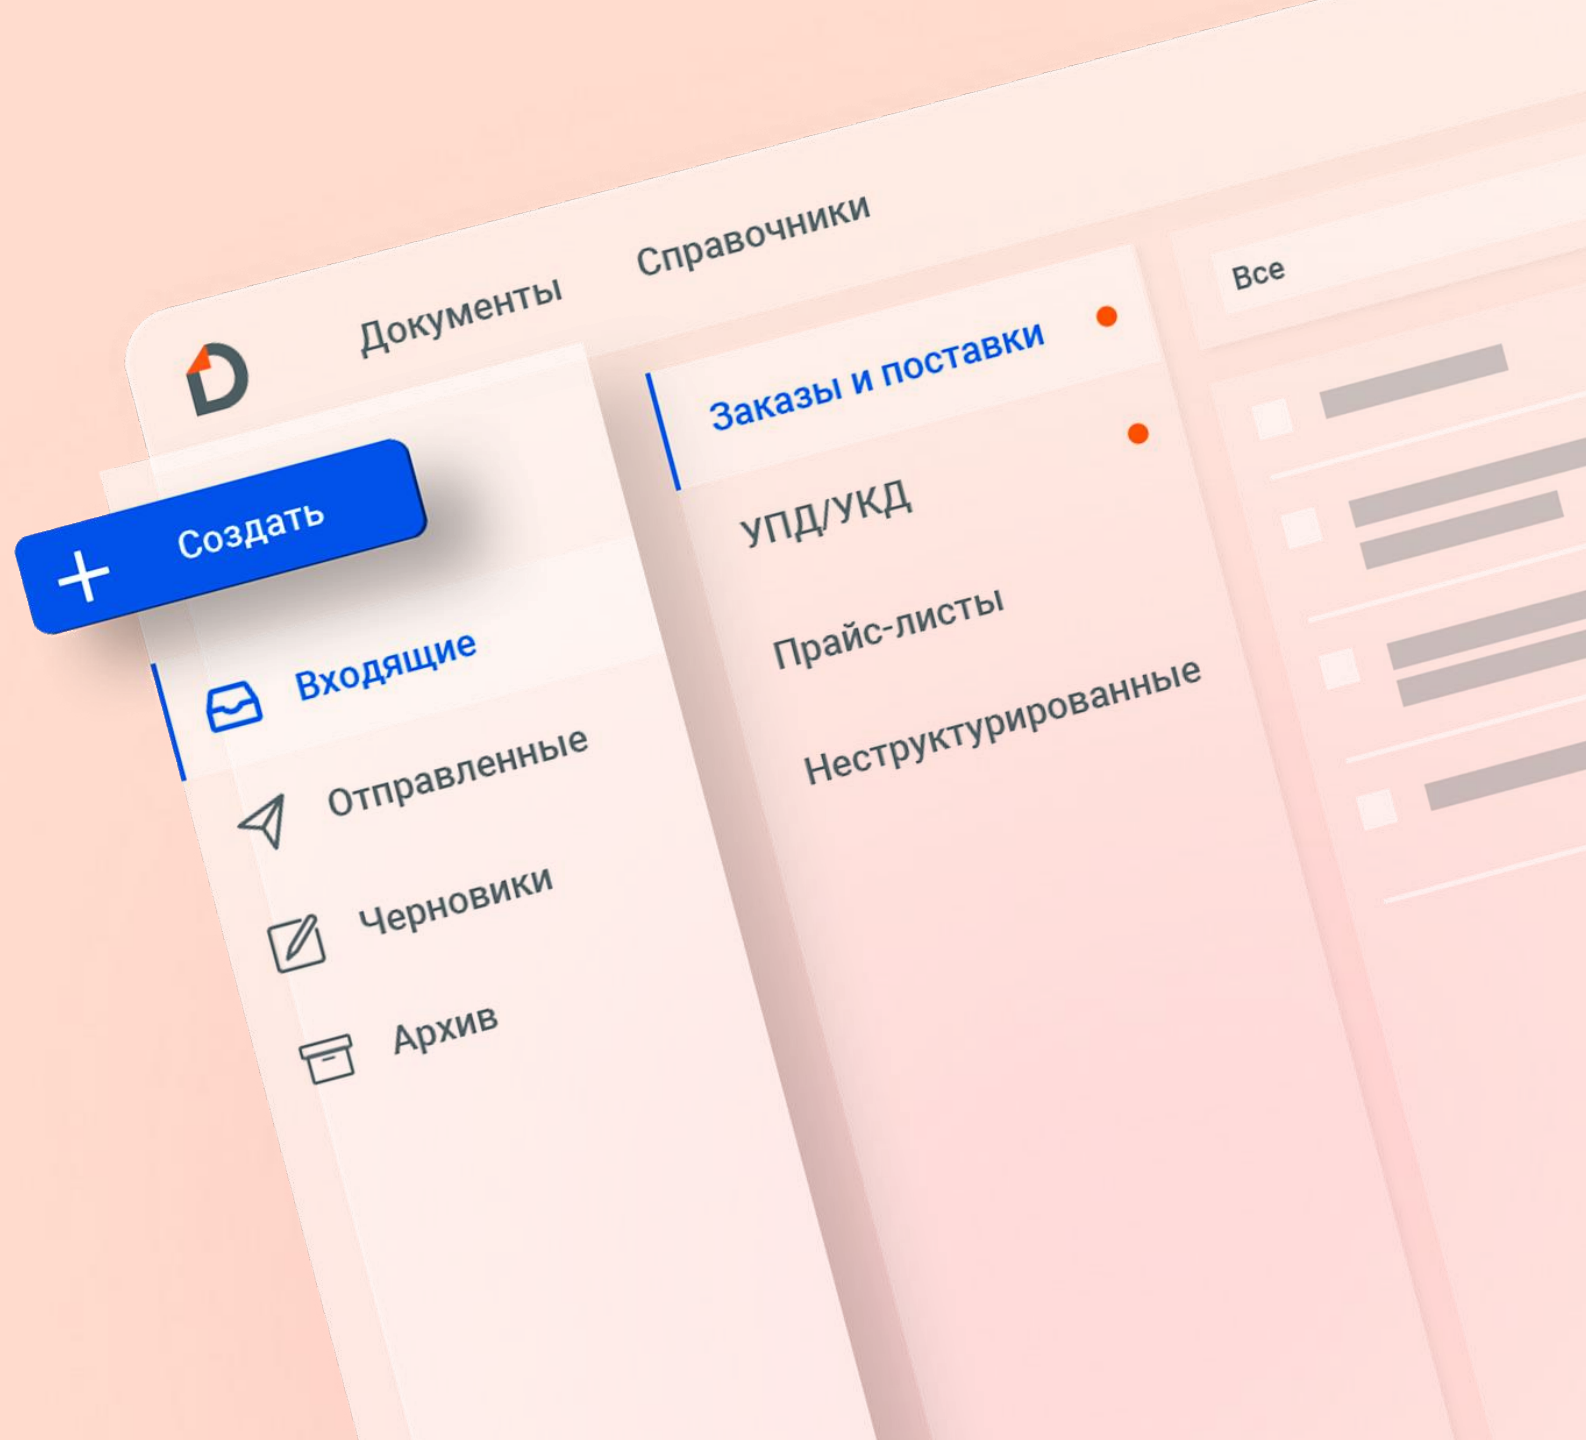 Документы
Справочники
Создать
Входящие
Отправленные
Черновики
Архив
Заказы и поставки
УПД/УКД
Прайс-листы
Неструктурированные
Все